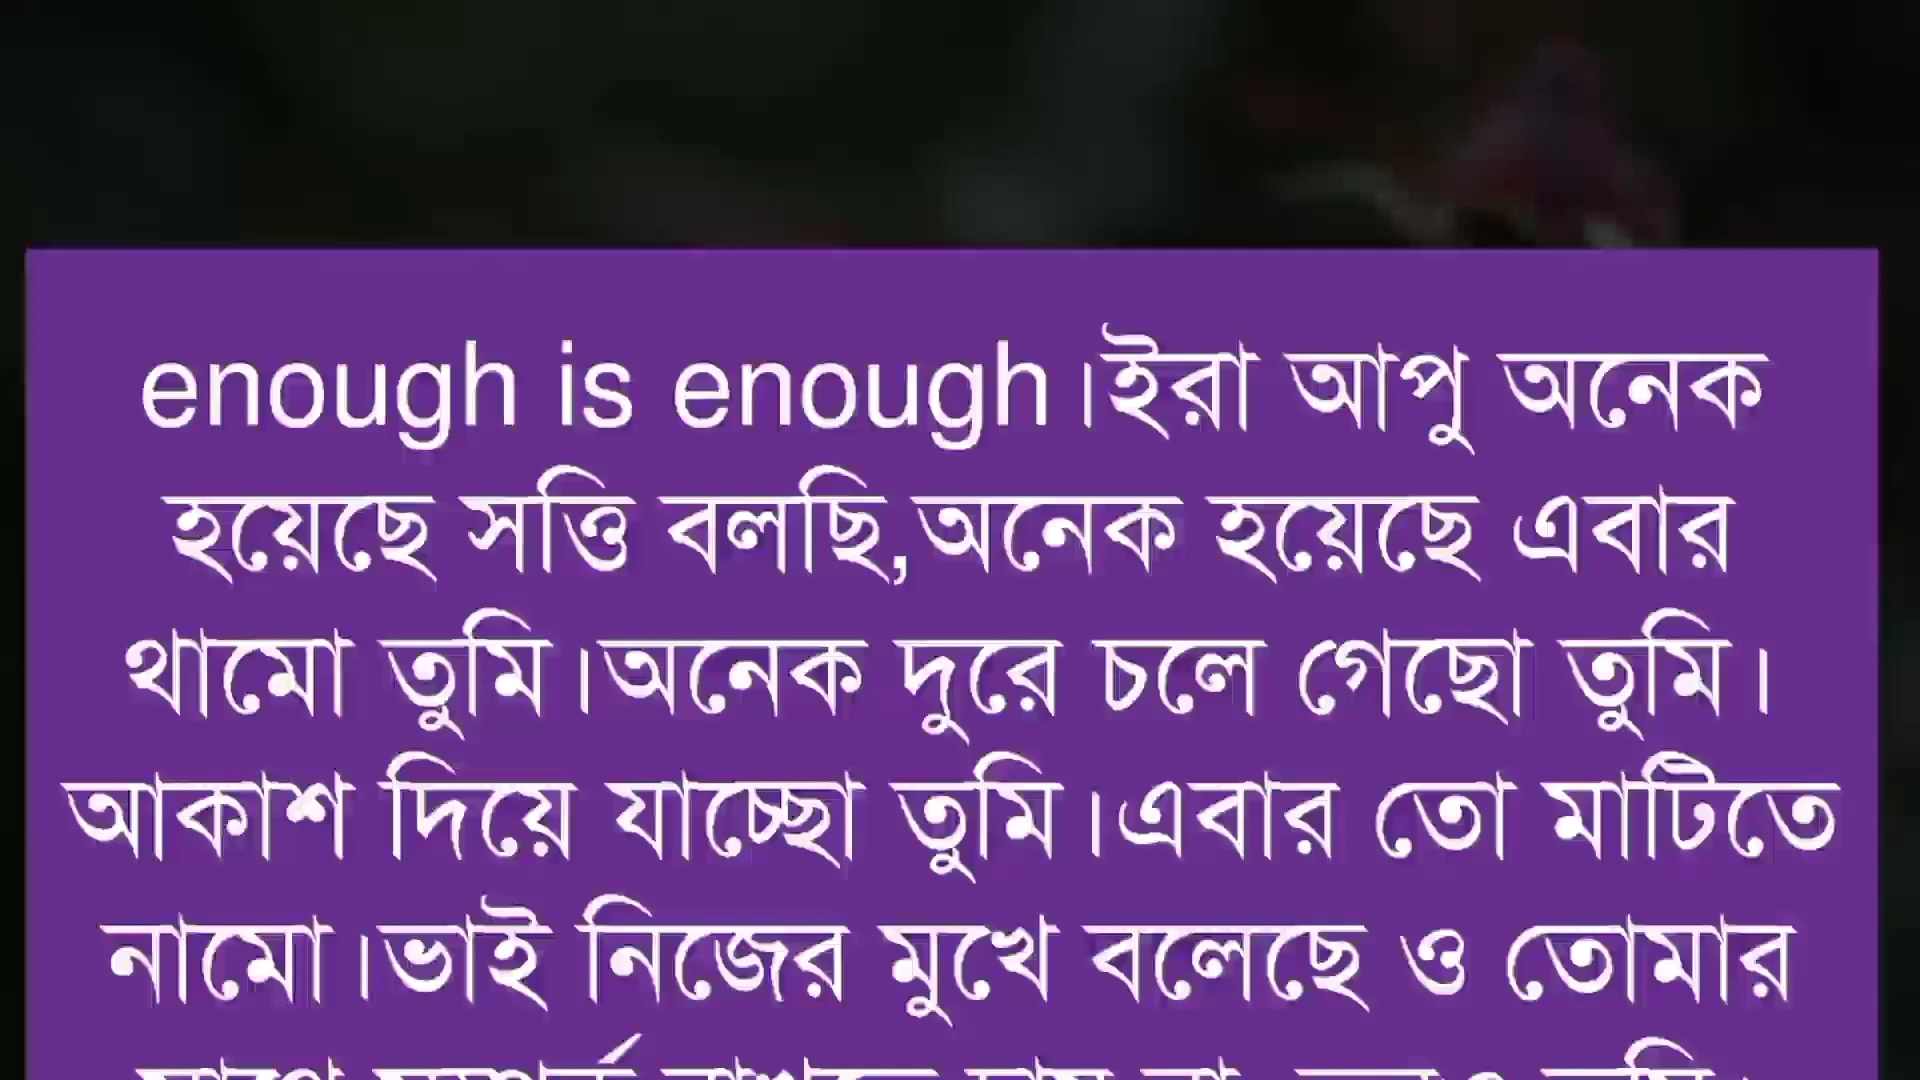 enough is enough।ইরা আপু অনেক
হয়েছে সত্তি বলছি,অনেক হয়েছে এবার
থামো তুমি।অনেক দুরে চলে গেছো তুমি।
আকাশ দিয়ে যাচ্ছো তুমি।এবার তো মাটিতে
নামো।ভাই নিজের মুখে বলেছে ও তোমার